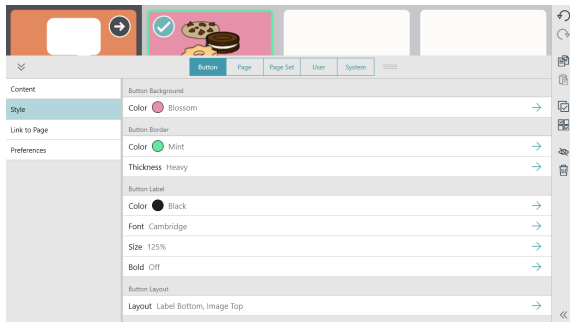 Button Page Page Set User System
Content
Style
Link to Page
Preferences
Button Background
Color Blossom
Button Border
Color Mint
Thickness Heavy
Button Label
Color Black
Font Cambridge
Size 125%
Bold Off
Button Layout
Layout Label Bottom, Image Top